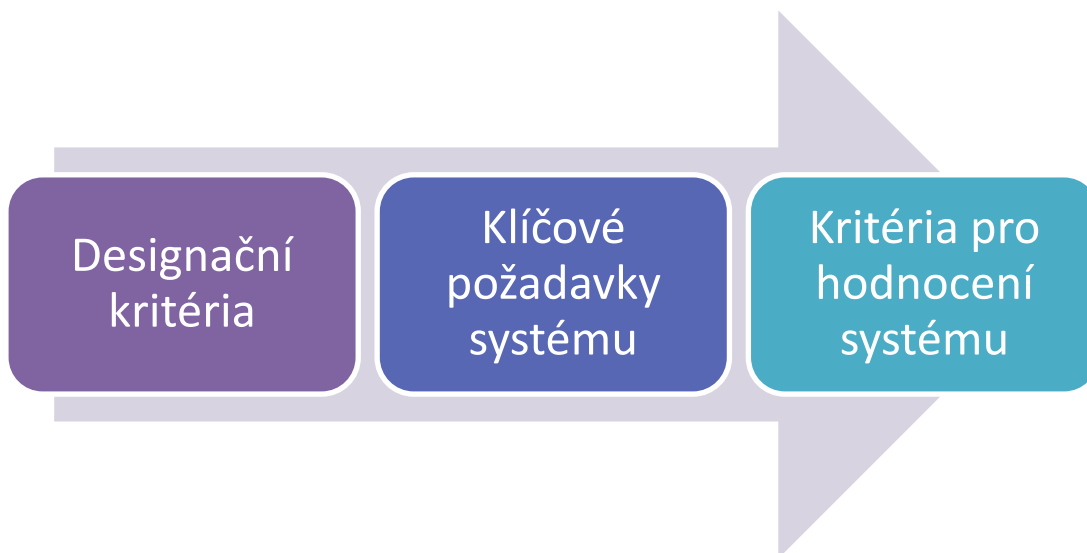 Designační
kritéria
Klíčové
požadavky
systému
Kritéria pro
hodnocení
systému